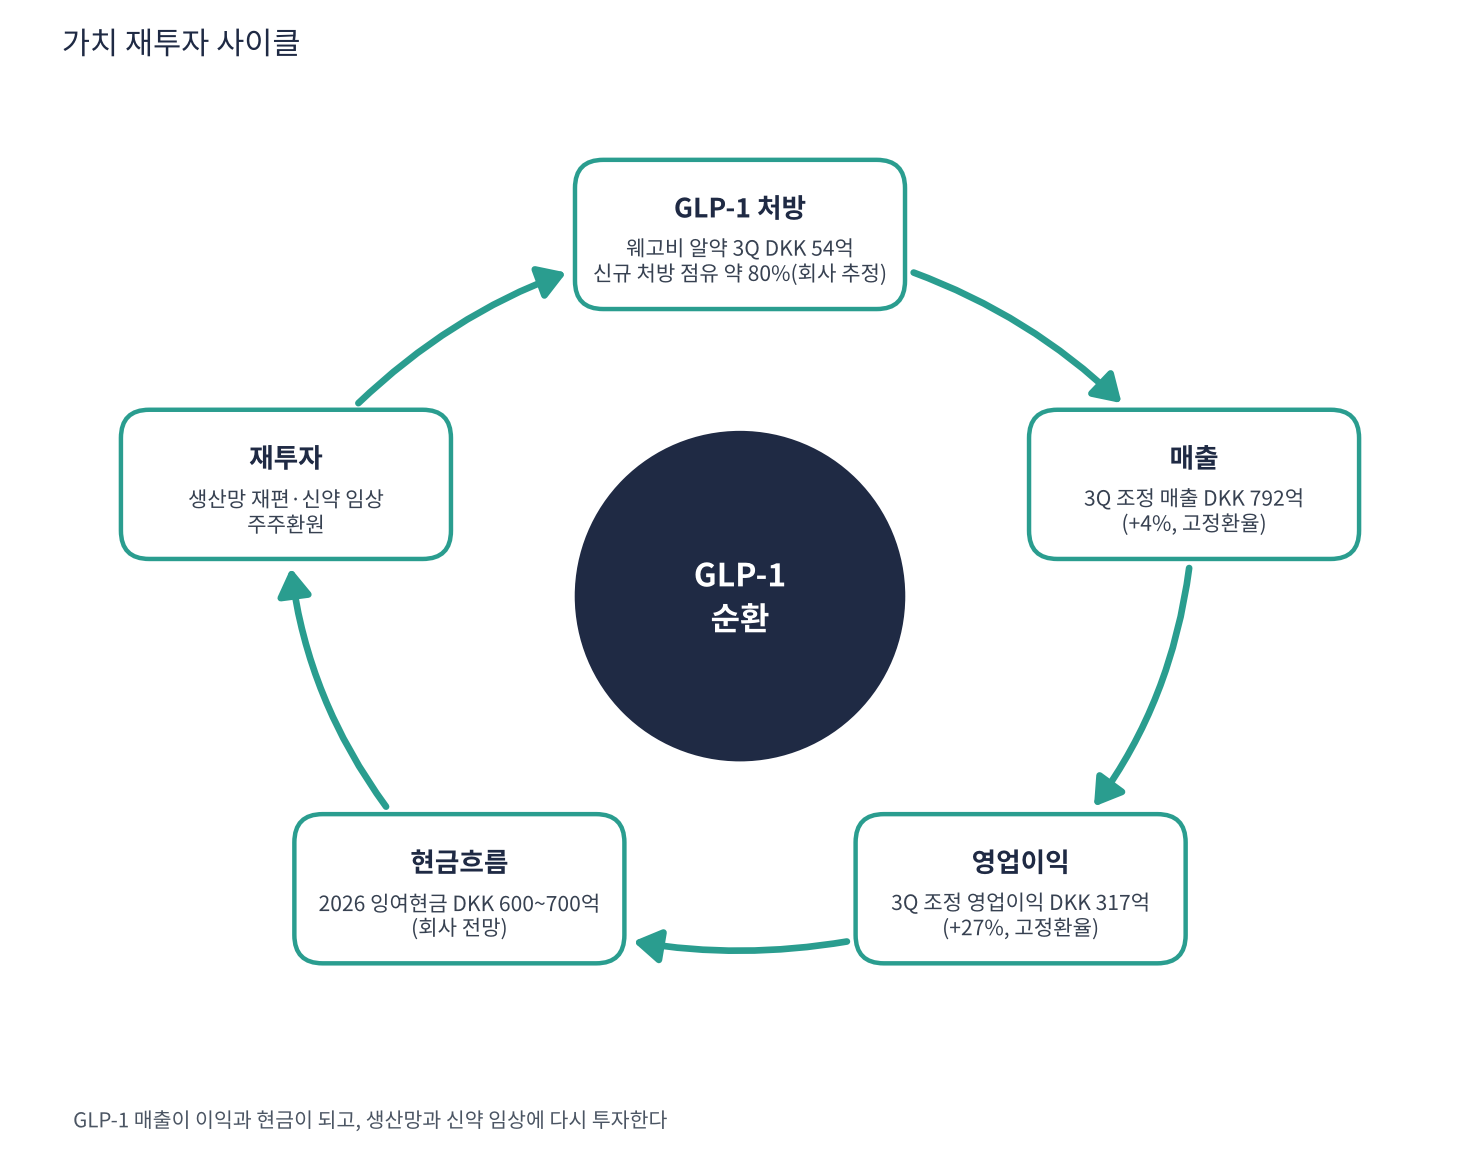 가치 재투자 사이클
GLP-1 처방
웨고비 알약 3Q DKK 54억
신규 처방 점유 약 80%(회사 추정)
재투자
생산망 재편·신약 임상
주주환원
매출
3Q 조정 매출 DKK 792억
(+4%, 고정환율)
GLP-1
순환
현금흐름
2026 잉여현금 DKK 600~700억
(회사 전망)
영업이익
3Q 조정 영업이익 DKK 317억
(+27%, 고정환율)
GLP-1 매출이 이익과 현금이 되고, 생산망과 신약 임상에 다시 투자한다